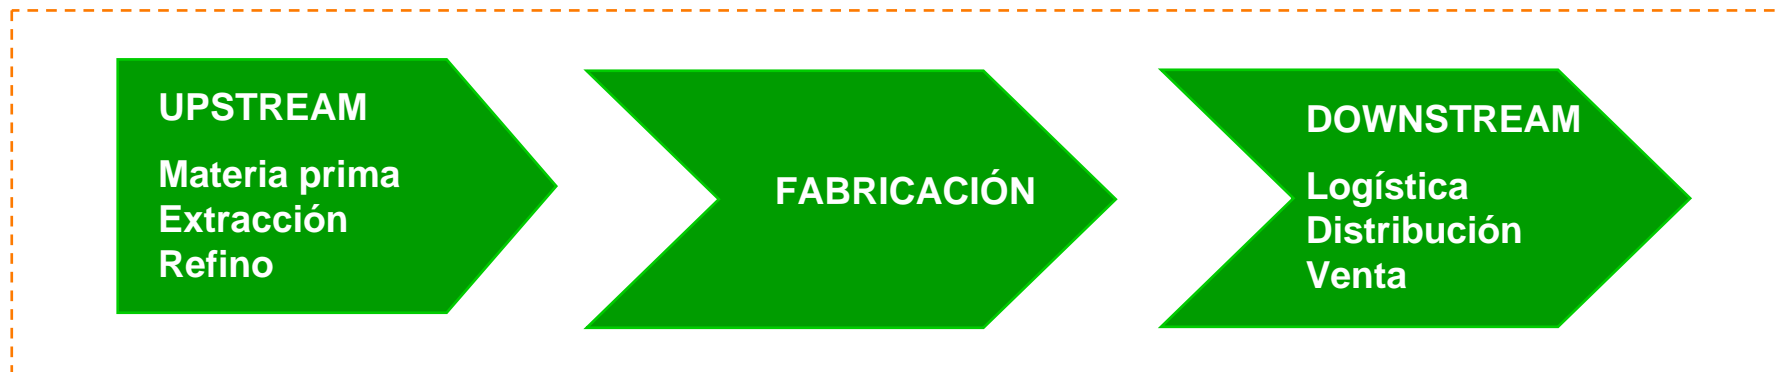 UPSTREAM
Materia prima
Extracción
Refino
FABRICACIÓN
DOWNSTREAM
Logística
Distribución
Venta